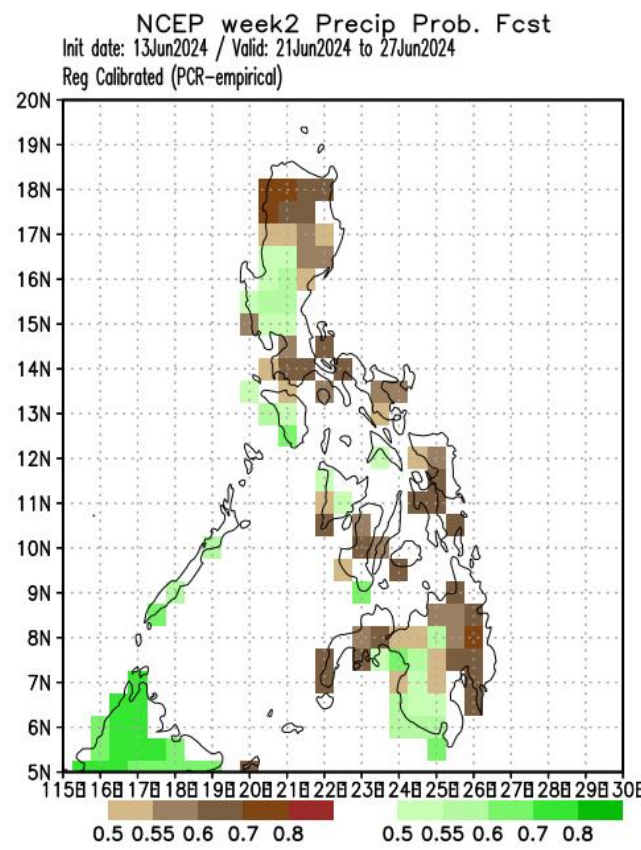 NCEP week2 Precip Prob. Fcst
Init date: 13Jun2024 / Valid: 21Jun2024 to 27Jun2024
Reg Calibrated (PCR-empirical)
20N
19N
18N
17N
16N
15N
14N
13N
12N
11N
10N
9N
8N
7N
6N
5N
115E 116E 117E 118E 119E 120E 121E 122E 123E 124E 125E 126E 127E 128E 129E 130E
0.5 0.55 0.6 0.7 0.8 0.5 0.55 0.6 0.7 0.8